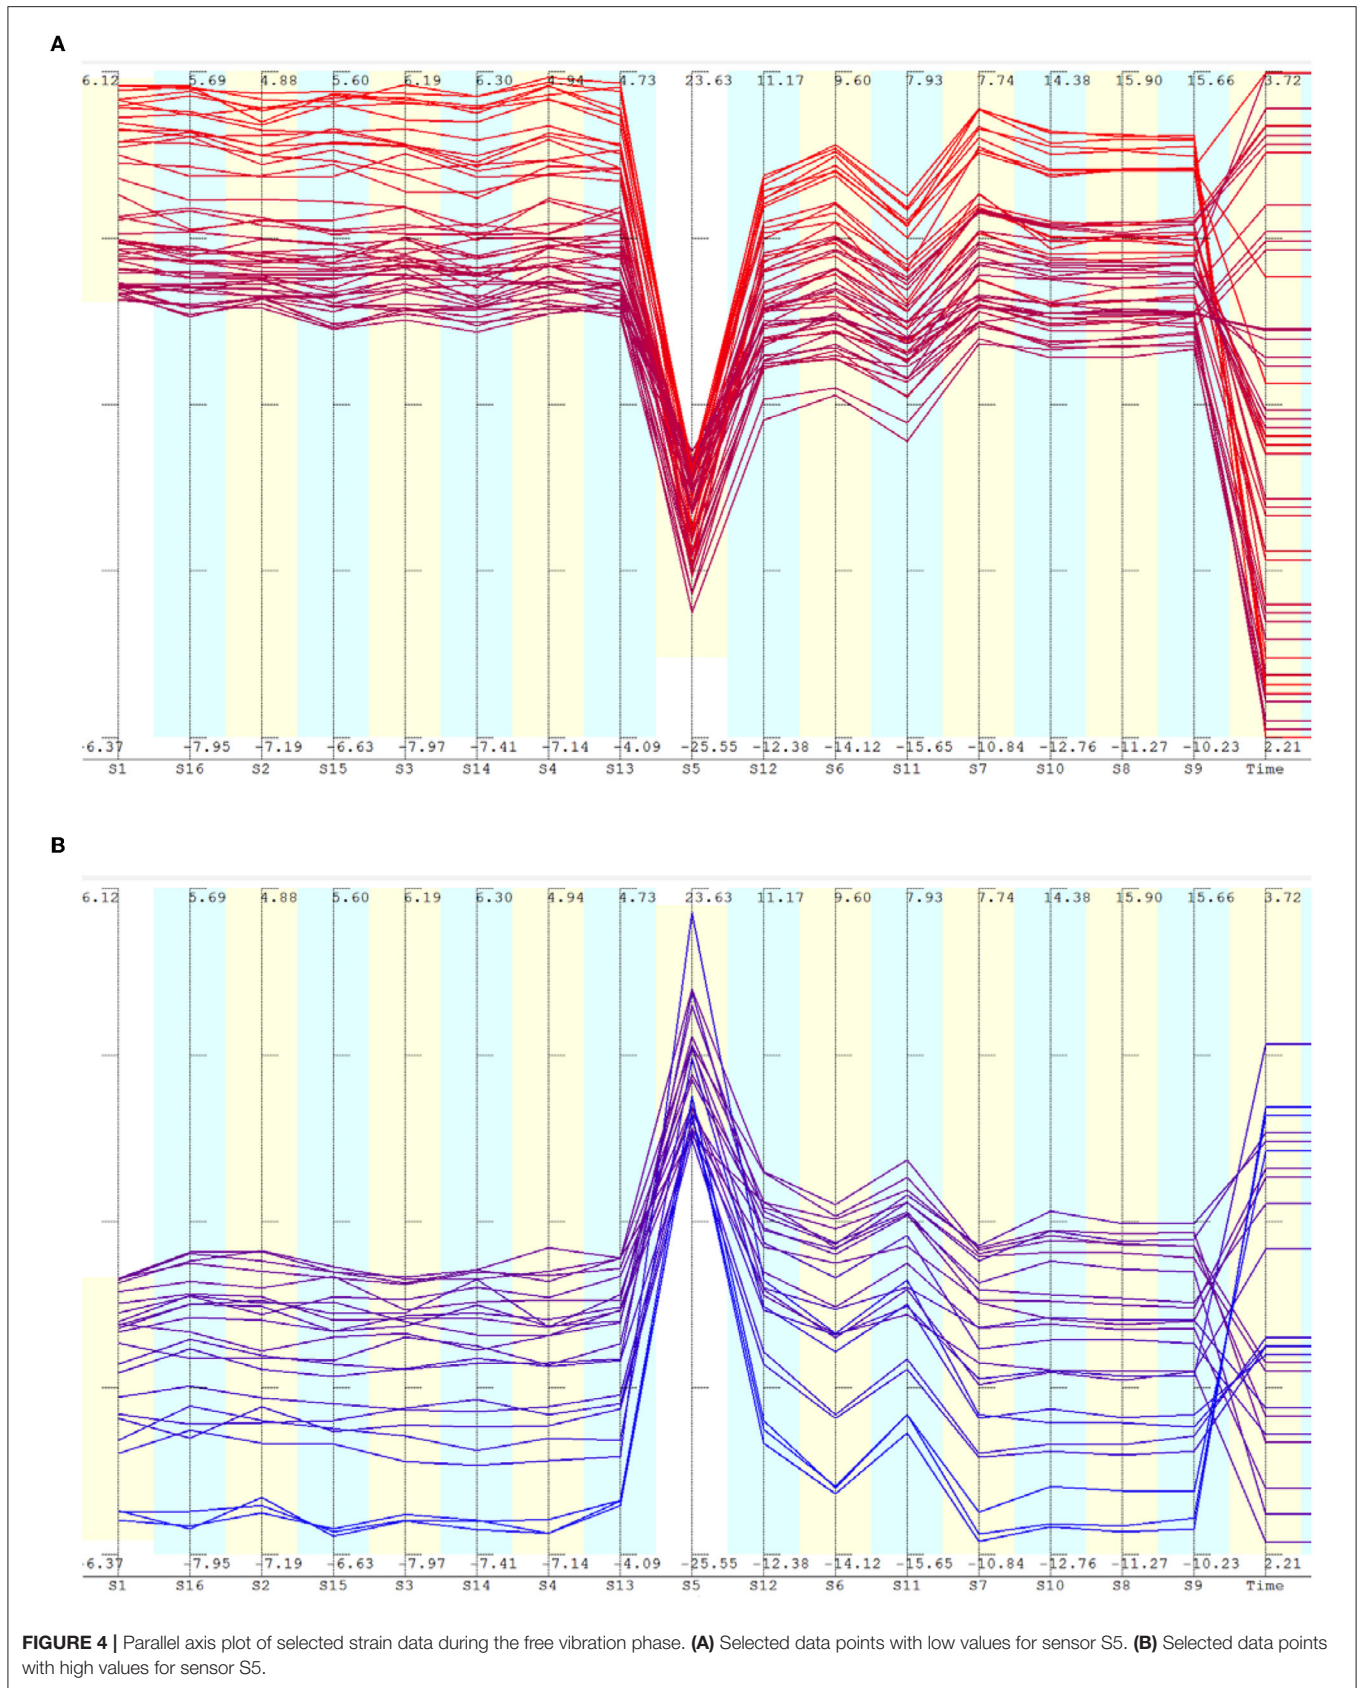 A
6.12 5.69 4.88 5.60 6.19 6.30 4.94 4.73 23.63 11.17 9.60 7.93 7.74 14.38 15.90 15.66 3.72
-6.37 -7.95 -7.19 -6.63 -7.97 -7.41 -7.14 -4.09 -25.55 -12.38 -14.12 -15.65 -10.84 -12.76 -11.27 -10.23 2.21
S1 S16 S2 S15 S3 S14 S4 S13 S5 S12 S6 S11 S7 S10 S8 S9 Time
B
6.12 5.69 4.88 5.60 6.19 6.30 4.94 4.73 23.63 11.17 9.60 7.93 7.74 14.38 15.90 15.66 3.72
-6.37 -7.95 -7.19 -6.63 -7.97 -7.41 -7.14 -4.09 -25.55 -12.38 -14.12 -15.65 -10.84 -12.76 -11.27 -10.23 2.21
S1 S16 S2 S15 S3 S14 S4 S13 S5 S12 S6 S11 S7 S10 S8 S9 Time
FIGURE 4 | Parallel axis plot of selected strain data during the free vibration phase. (A) Selected data points with low values for sensor S5. (B) Selected data points
with high values for sensor S5.